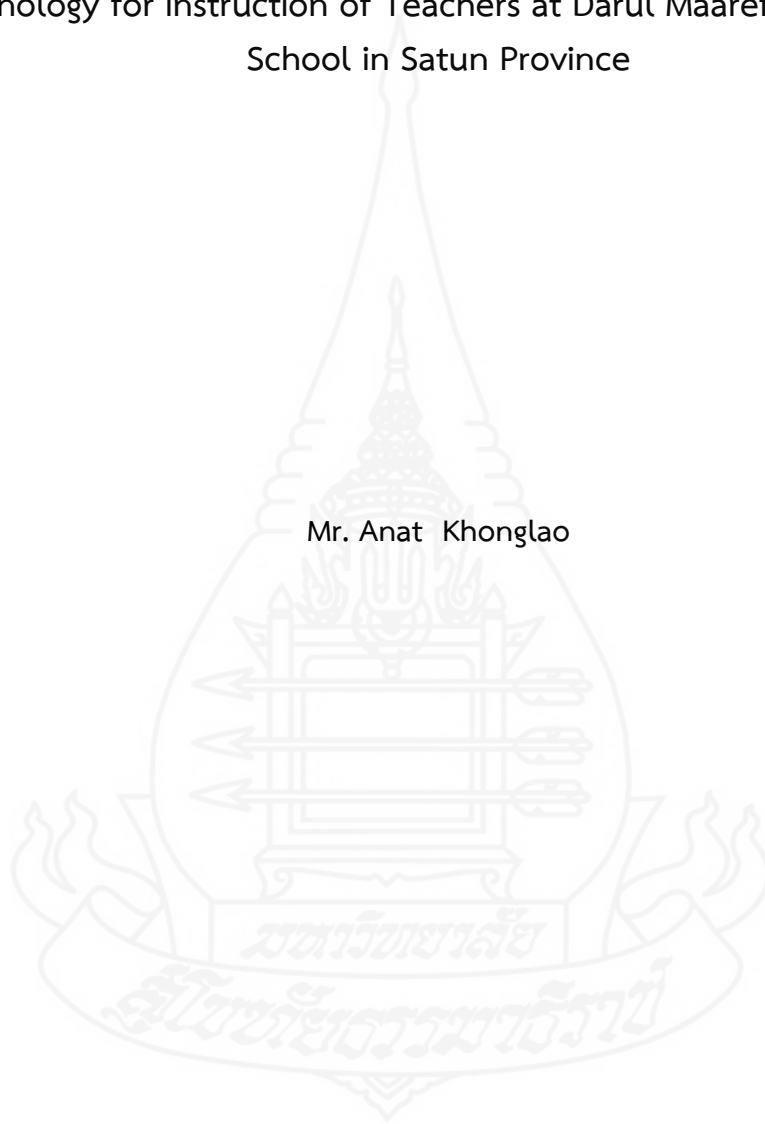 nology for Instruction of Teachers at Darul Maaref
School in Satun Province
Mr. Anat Khonglao
มหาวิทยาลัย
สุโขทัยธรรมาธิราช